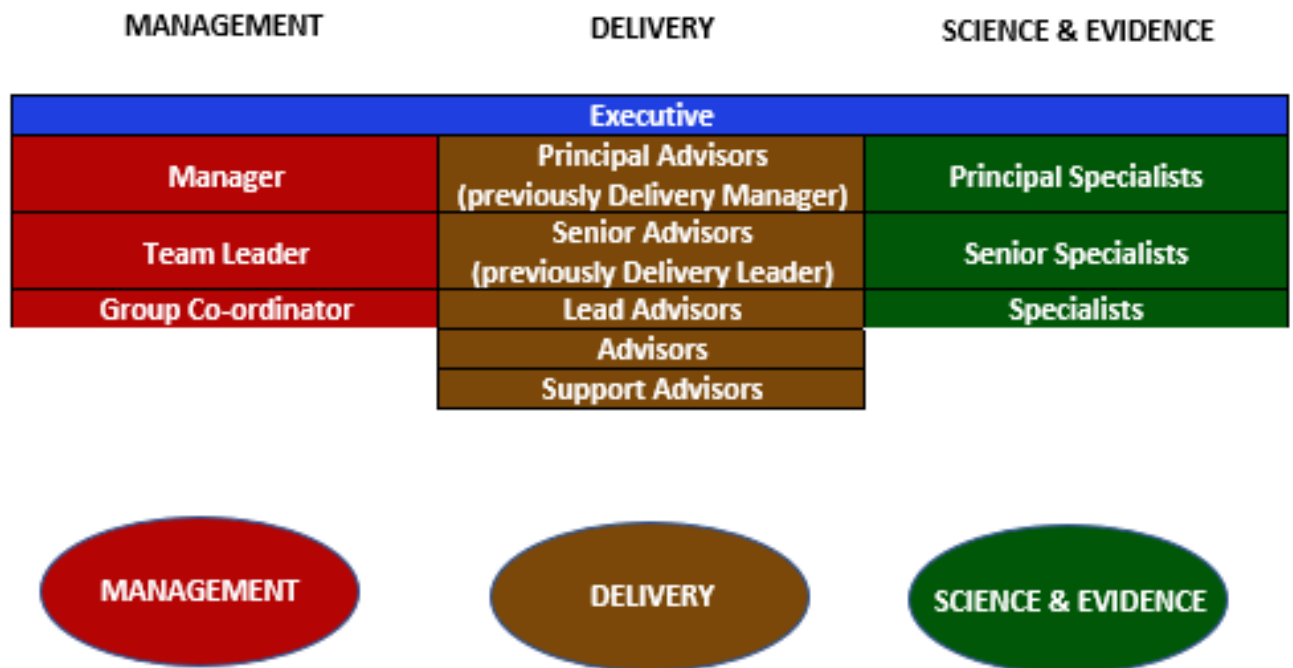 MANAGEMENT
DELIVERY
SCIENCE & EVIDENCE
Executive
Manager
Principal Advisors
(previously Delivery Manager)
Principal Specialists
Team Leader
Senior Advisors
(previously Delivery Leader)
Senior Specialists
Group Co-ordinator
Lead Advisors
Specialists
Advisors
Support Advisors
MANAGEMENT
DELIVERY
SCIENCE & EVIDENCE